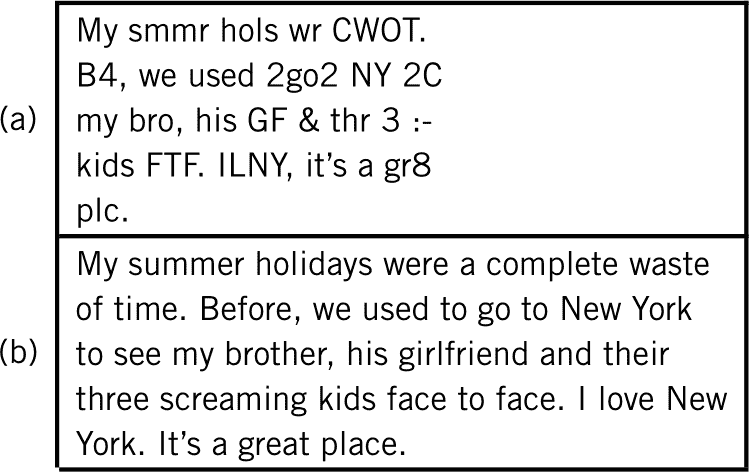 (a)
My smmr hols wr CWOT.
B4, we used 2go2 NY 2C
my bro, his GF & thr 3 :-
kids FTF. ILNY, it’s a gr8
plc.
(b)
My summer holidays were a complete waste
of time. Before, we used to go to New York
to see my brother, his girlfriend and their
three screaming kids face to face. I love New
York. It’s a great place.